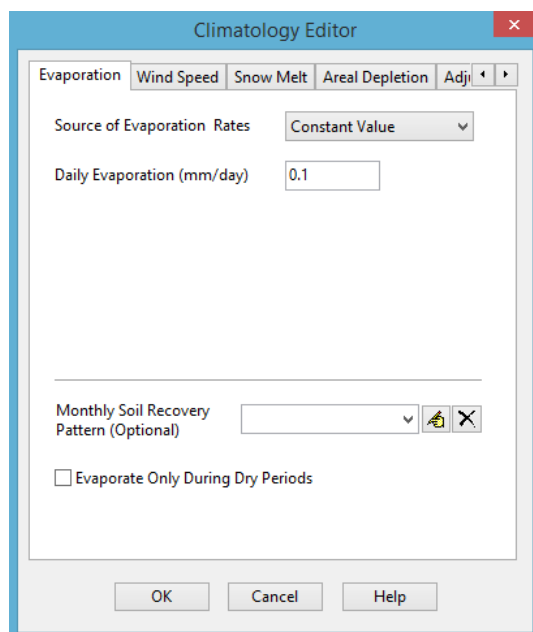 Climatology Editor
Evaporation Wind Speed Snow Melt Areal Depletion
Source of Evaporation Rates Constant Value
Daily Evaporation (mm/day) 0.1
Monthly Soil Recovery
Pattern (Optional)
Evaporate Only During Dry Periods
OK Cancel Help